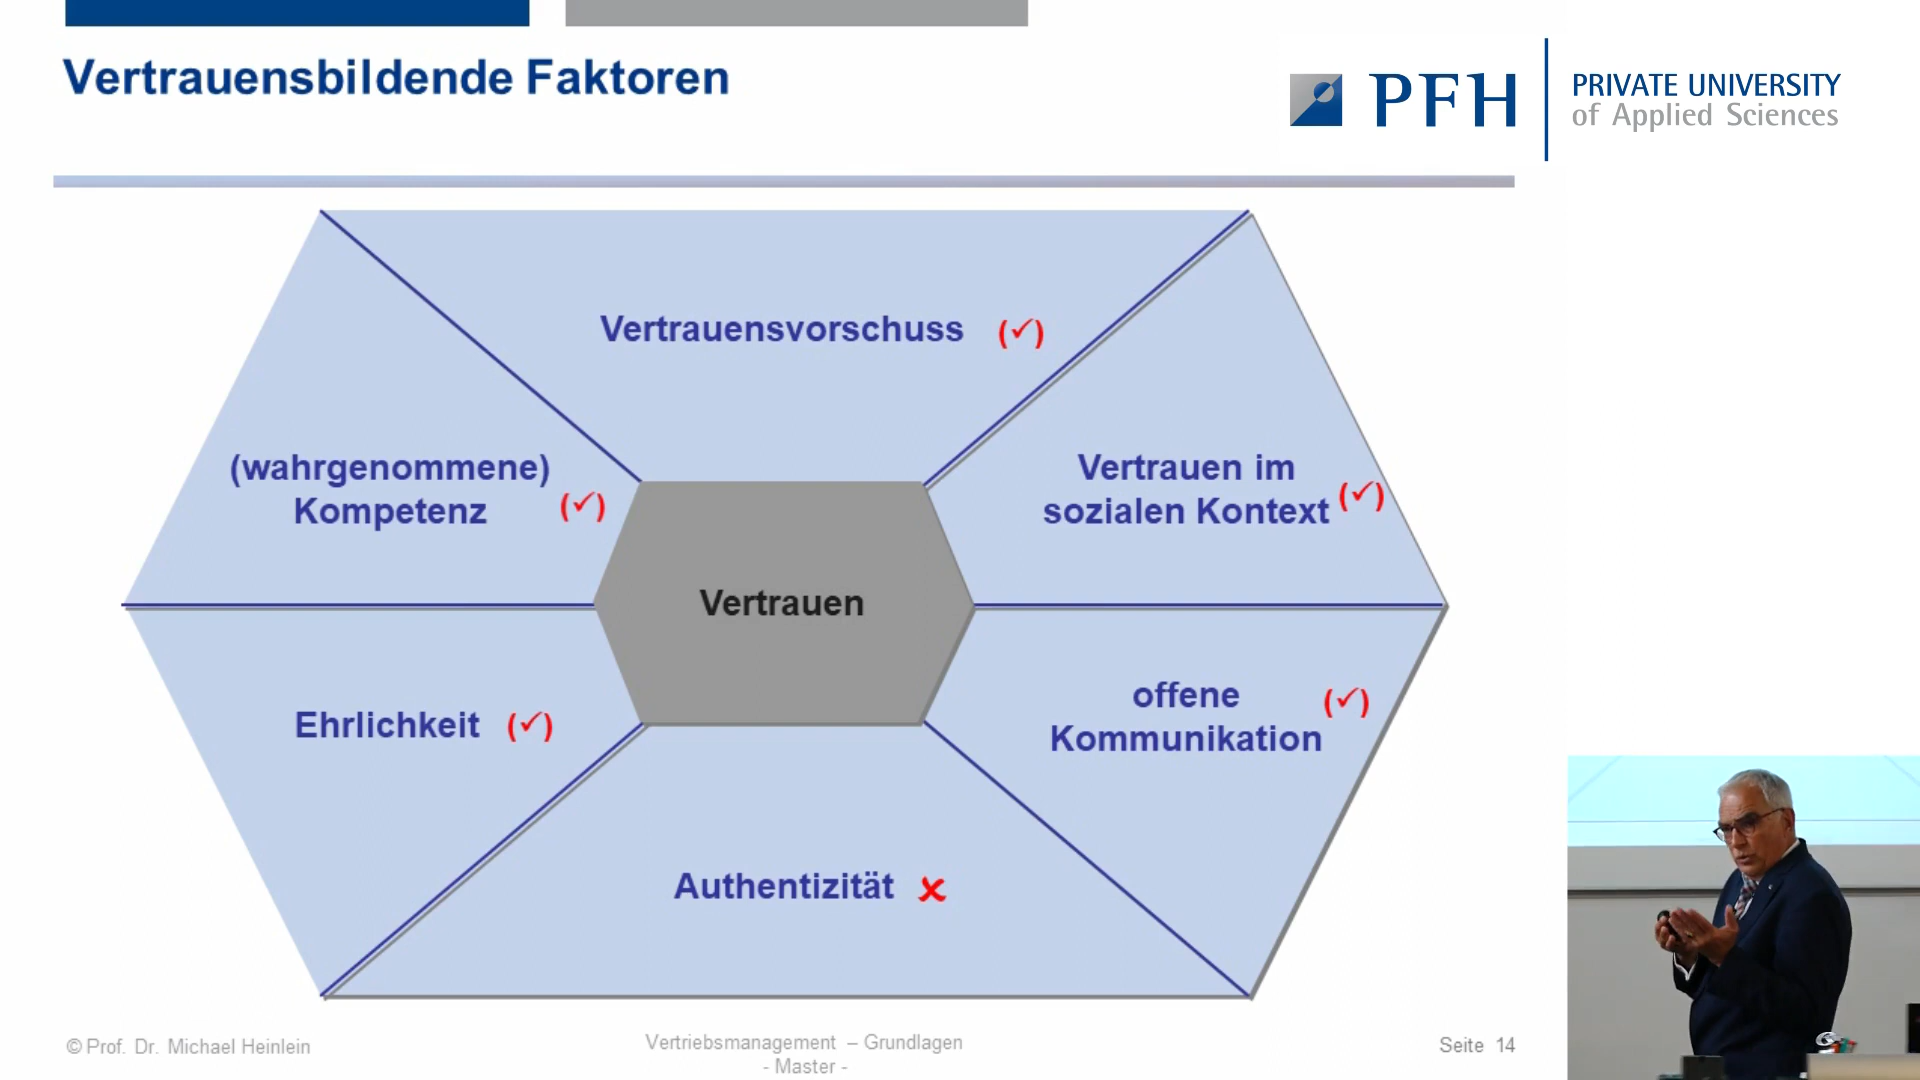 Vertrauensbildende Faktoren
PFH
PRIVATE UNIVERSITY
of Applied Sciences
Vertrauensvorschuss (✓)
(wahrgenommene)
Kompetenz (✓)
Vertrauen im
sozialen Kontext (✓)
Vertrauen
Ehrlichkeit (✓)
offene
Kommunikation (✓)
Authentizität ✘
© Prof. Dr. Michael Heinlein
Vertriebsmanagement – Grundlagen
- Master -
Seite 14